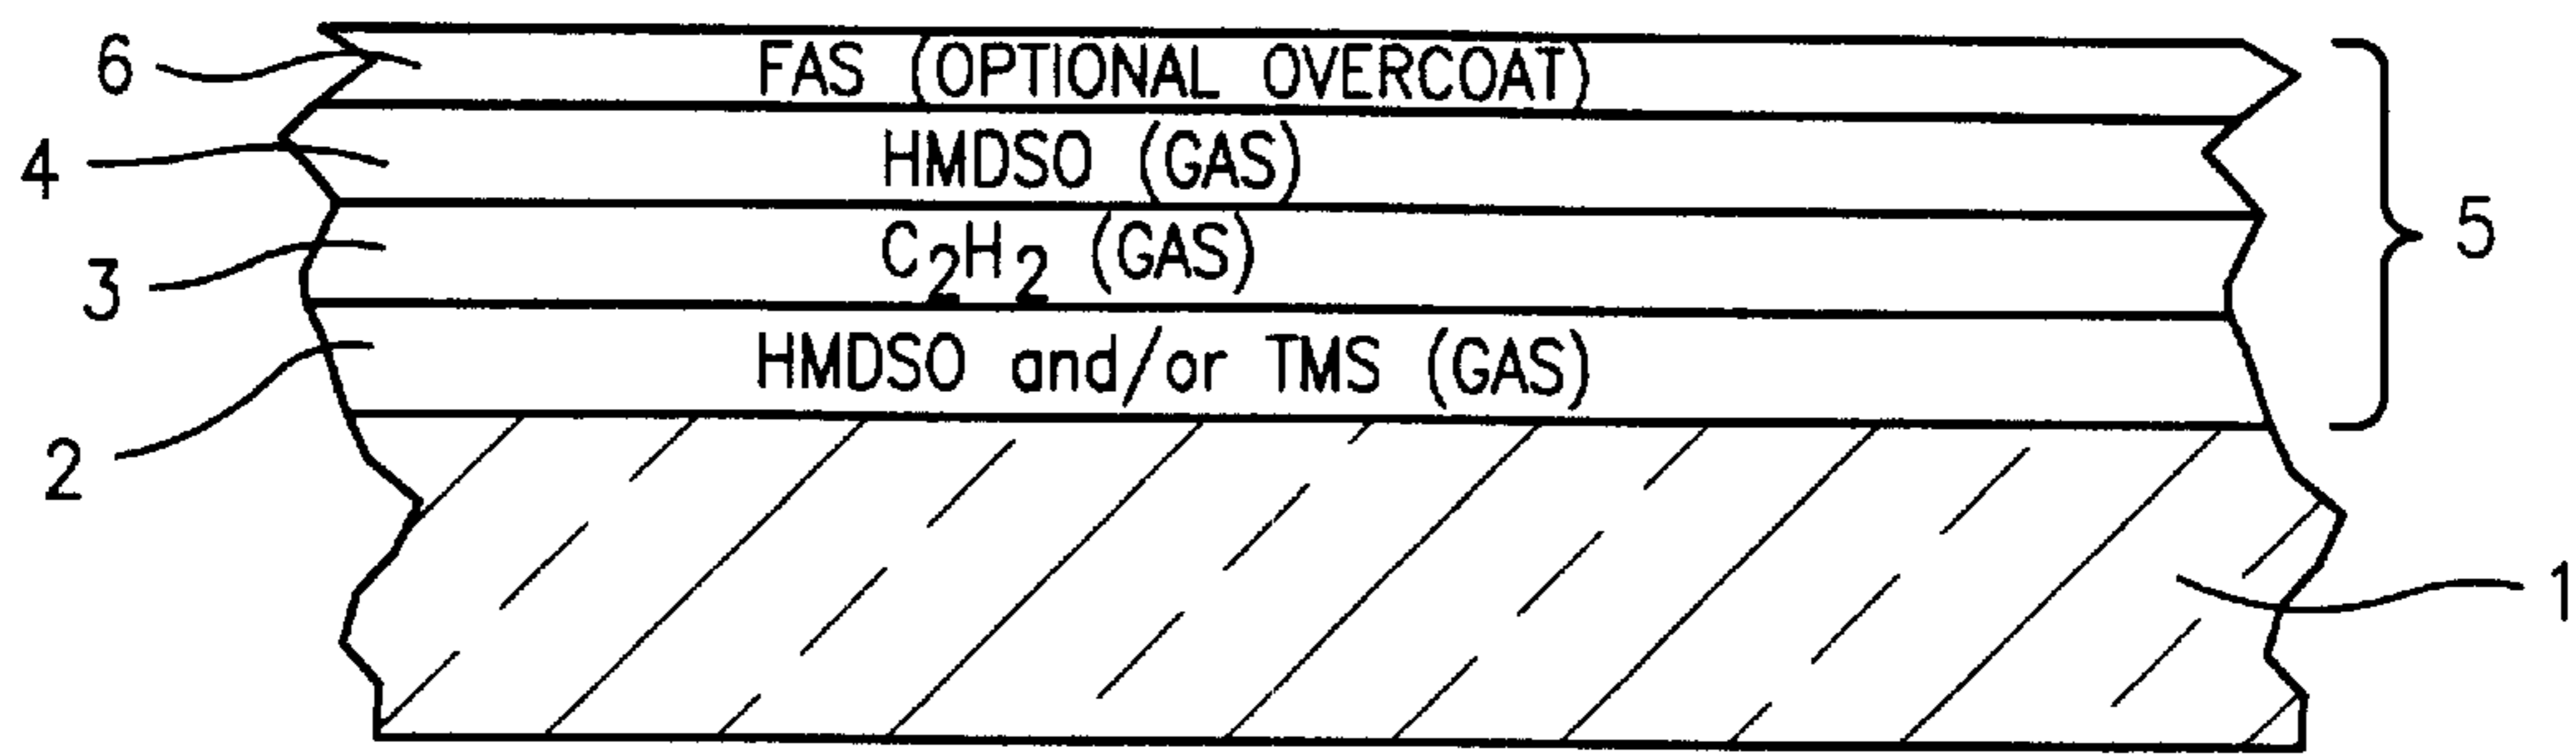 6 FAS (OPTIONAL OVERCOAT)
4 HMDSO (GAS)
5
3 C2H2 (GAS)
2 HMDSO and/or TMS (GAS)
1